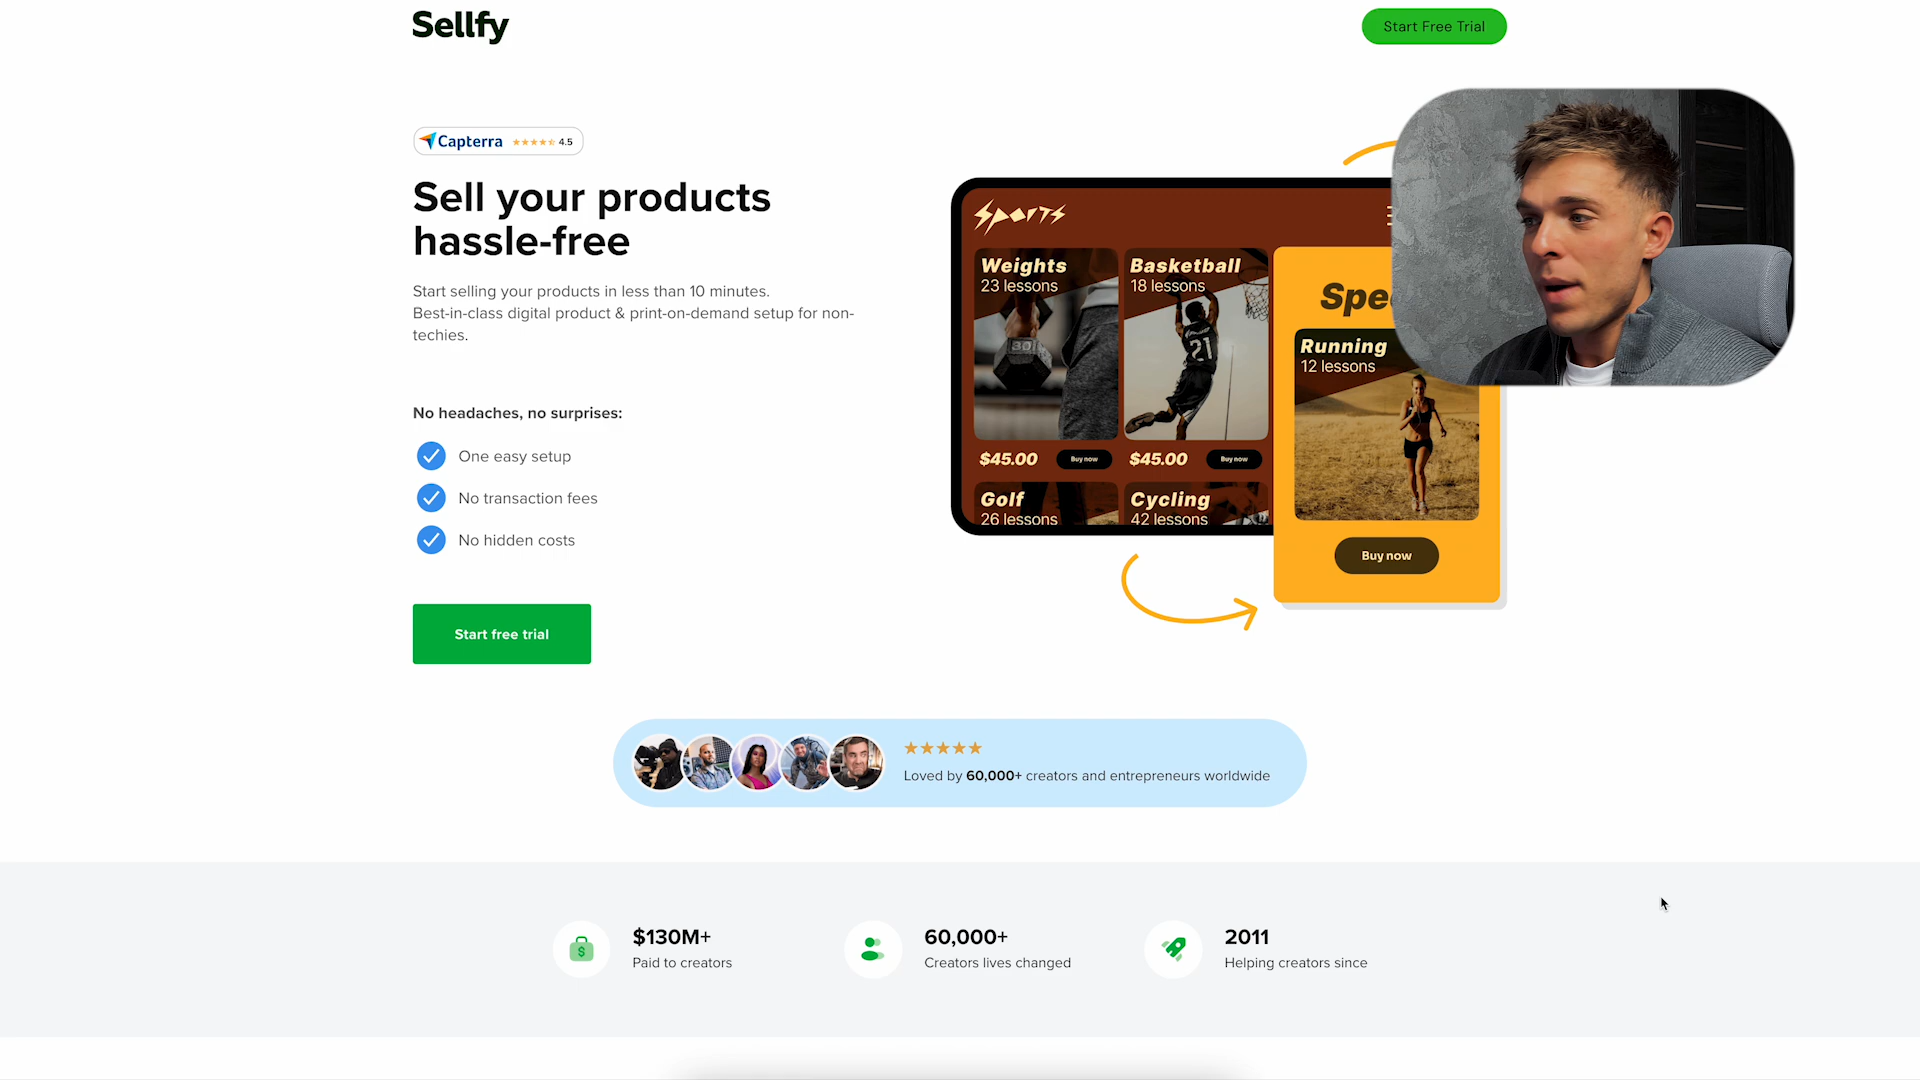 Sellfy
Start Free Trial
Capterra 4.5
Sell your products
hassle-free
Start selling your products in less than 10 minutes.
Best-in-class digital product & print-on-demand setup for non-
techies.
No headaches, no surprises:
One easy setup
No transaction fees
No hidden costs
Start free trial
Sports
Weights
23 lessons
30
$45.00
Buy now
Basketball
18 lessons
21
$45.00
Buy now
Golf
26 lessons
Cycling
42 lessons
Spe
Running
12 lessons
Buy now
Loved by 60,000+ creators and entrepreneurs worldwide
$130M+
Paid to creators
60,000+
Creators lives changed
2011
Helping creators since